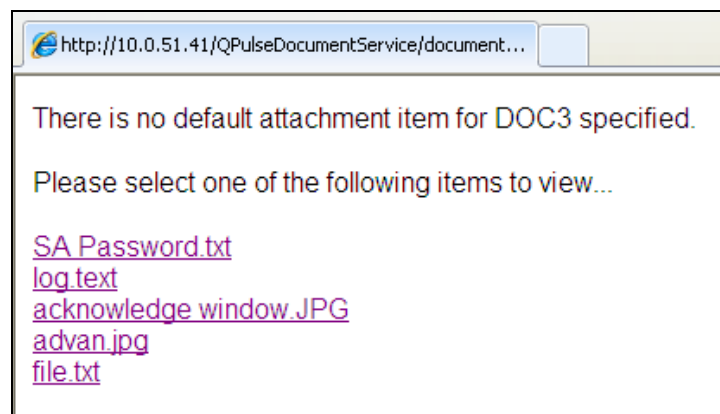 http://10.0.51.41/QPulseDocumentService/document...
There is no default attachment item for DOC3 specified.
Please select one of the following items to view...
SA Password.txt
log.text
acknowledge window.JPG
advan.jpg
file.txt